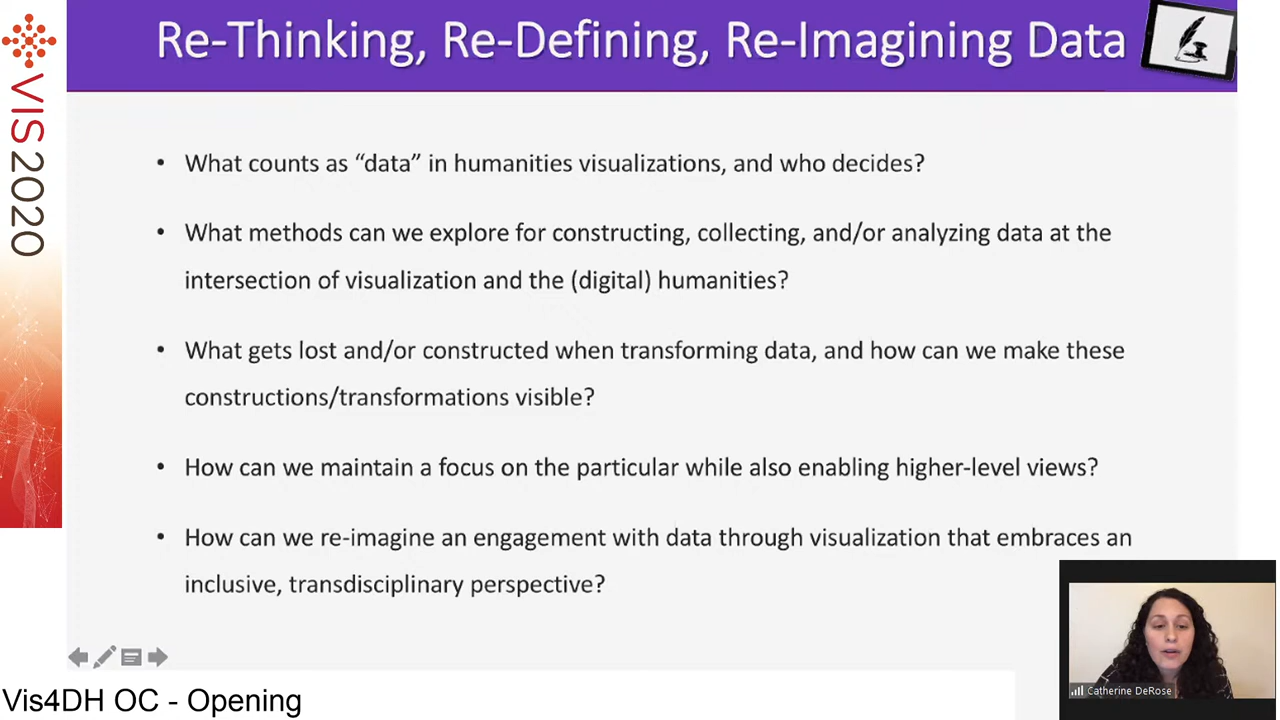 Re-Thinking, Re-Defining, Re-Imagining Data
VIS2020
• What counts as “data” in humanities visualizations, and who decides?
• What methods can we explore for constructing, collecting, and/or analyzing data at the
intersection of visualization and the (digital) humanities?
• What gets lost and/or constructed when transforming data, and how can we make these
constructions/transformations visible?
• How can we maintain a focus on the particular while also enabling higher-level views?
• How can we re-imagine an engagement with data through visualization that embraces an
inclusive, transdisciplinary perspective?
Catherine DeRose
Vis4DH OC - Opening